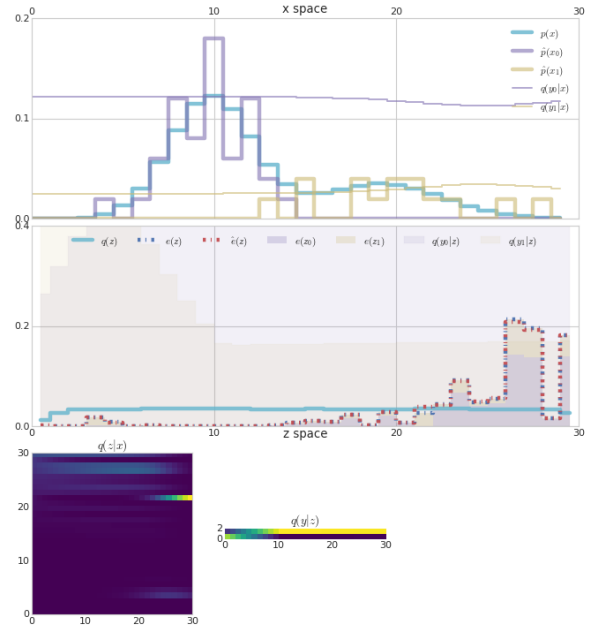 x space
0 10 20 30
0.2
p(x)
p̂(x₀)
p̂(x₁)
q(y₀|x)
q(y₁|x)
0.1
0.0
0.4
q(z) e(z) ê(z) e(x₀) e(x₁) q(y₀|z) q(y₁|z)
0.2
0.0
0 10 20 30
z space
q(z|x)
30
20
10
0
0 10 20 30
q(y|z)
2
0
0 10 20 30